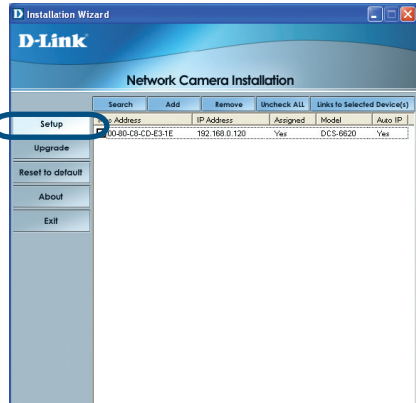 D Installation Wizard
D-Link
Network Camera Installation
Search Add Remove Uncheck ALL Links to Selected Device(s)
Address IP Address Assigned Model Auto IP
00-80-C8-CD-E3-1E 192.168.0.120 Yes DCS-6620 Yes
Setup
Upgrade
Reset to default
About
Exit